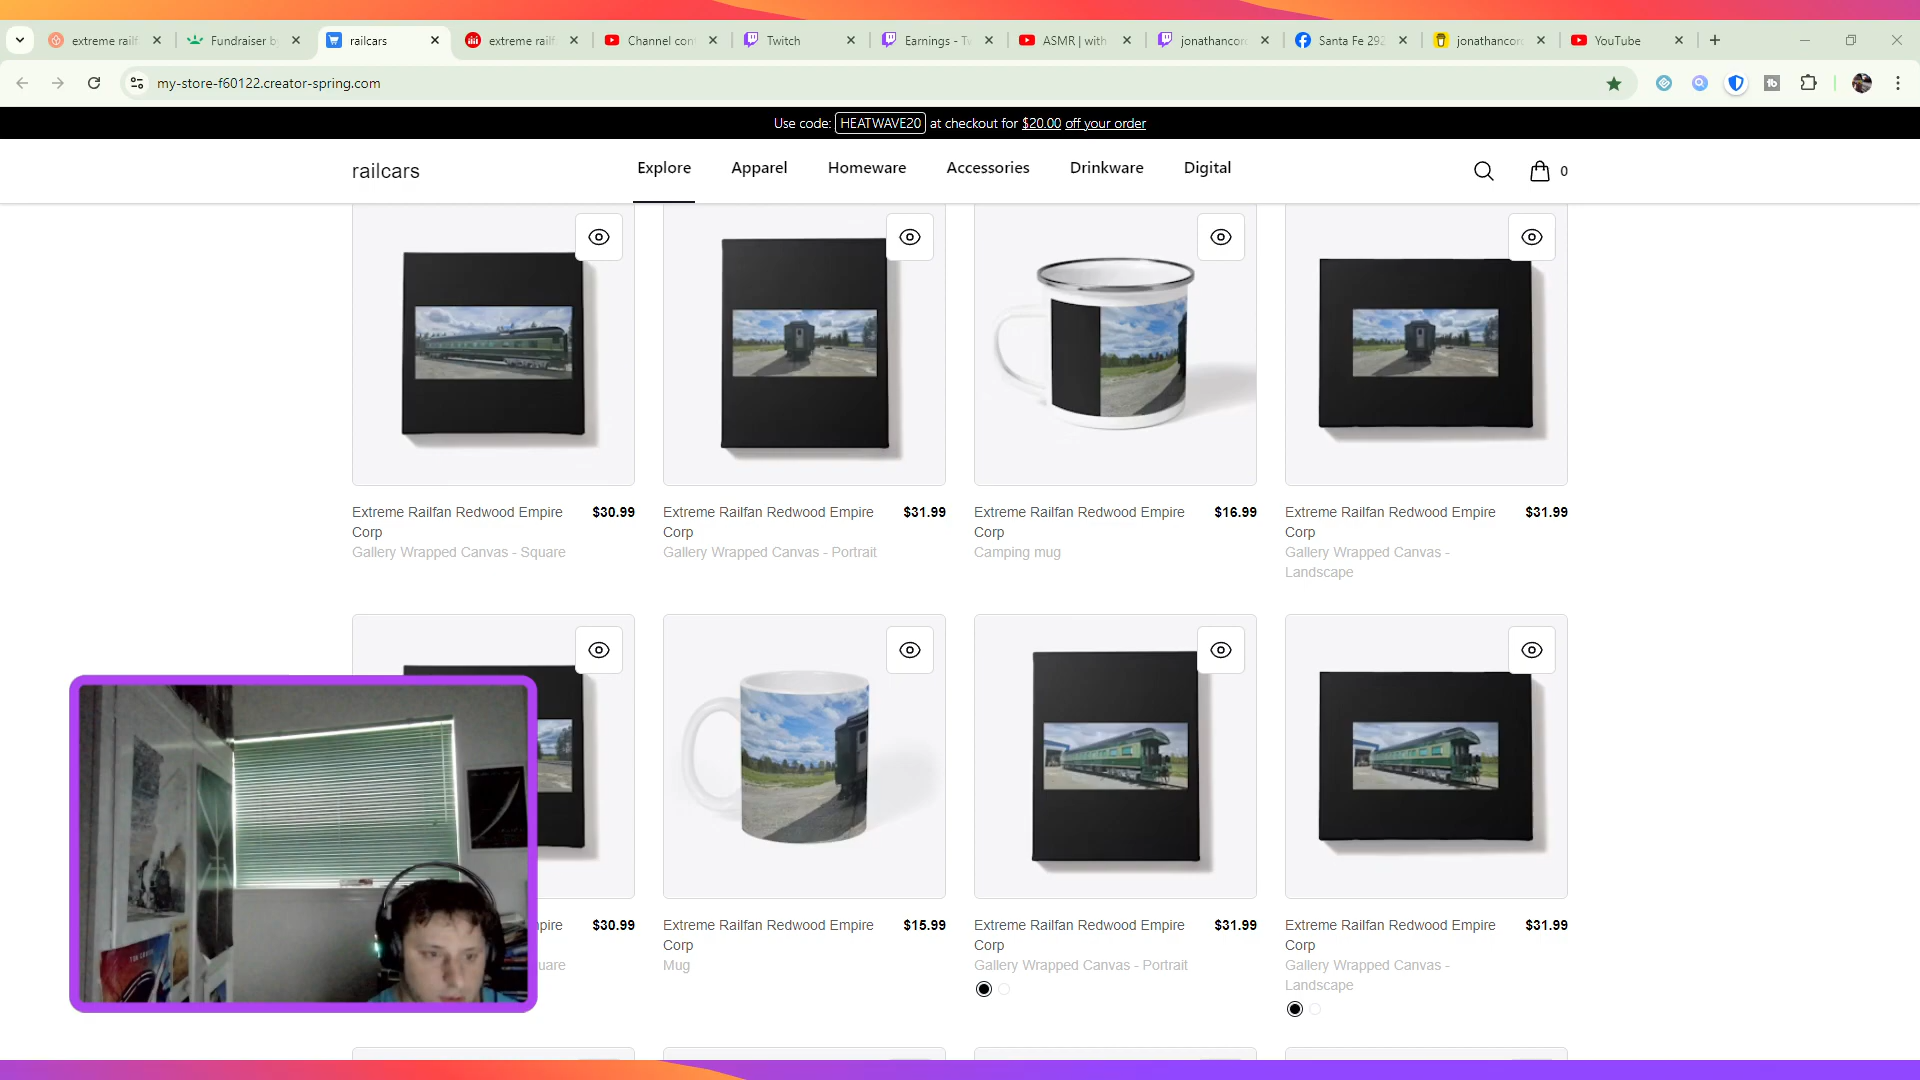 extreme railf
Fundraiser b
railcars
extreme railf
Channel con
Twitch
Earnings - Tw
ASMR | with
jonathancor
Santa Fe 292
jonathancor
YouTube
my-store-f60122.creator-spring.com
Use code: HEATWAVE20 at checkout for $20.00 off your order
railcars
Explore
Apparel
Homeware
Accessories
Drinkware
Digital
0
Extreme Railfan Redwood Empire Corp
$30.99
Gallery Wrapped Canvas - Square
Extreme Railfan Redwood Empire Corp
$31.99
Gallery Wrapped Canvas - Portrait
Extreme Railfan Redwood Empire Corp
$16.99
Camping mug
Extreme Railfan Redwood Empire Corp
$31.99
Gallery Wrapped Canvas -
Landscape
pire
$30.99
uare
Extreme Railfan Redwood Empire Corp
$15.99
Mug
Extreme Railfan Redwood Empire Corp
$31.99
Gallery Wrapped Canvas - Portrait
Extreme Railfan Redwood Empire Corp
$31.99
Gallery Wrapped Canvas -
Landscape